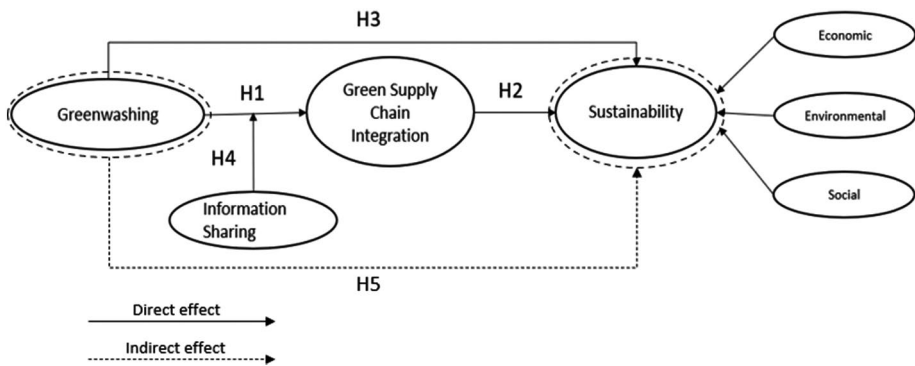 H3
Economic
Greenwashing
H1
Green Supply
Chain
Integration
H2
Sustainability
Environmental
H4
Information
Sharing
Social
H5
Direct effect
Indirect effect